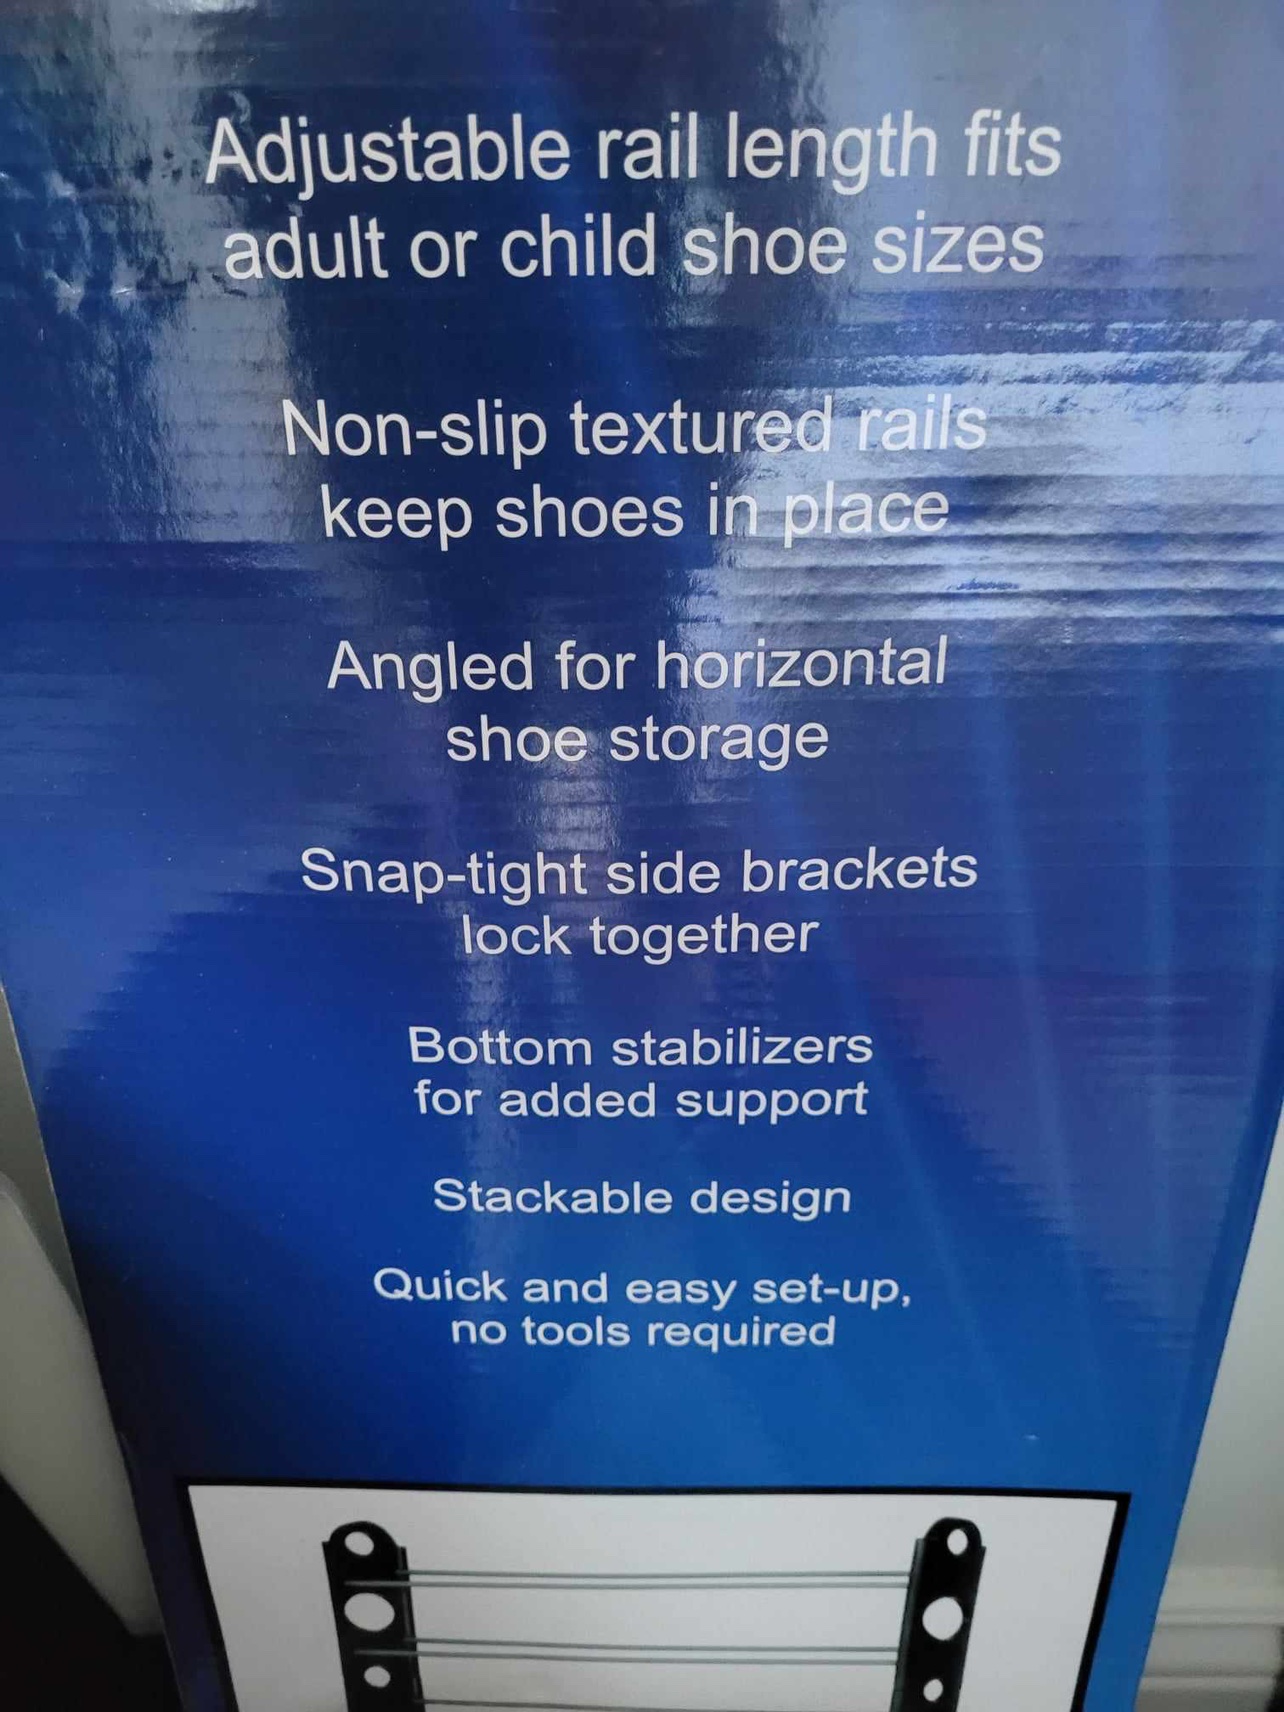 Adjustable rail length fits
adult or child shoe sizes
Non-slip textured rails
keep shoes in place
Angled for horizontal
shoe storage
Snap-tight side brackets
lock together
Bottom stabilizers
for added support
Stackable design
Quick and easy set-up,
no tools required